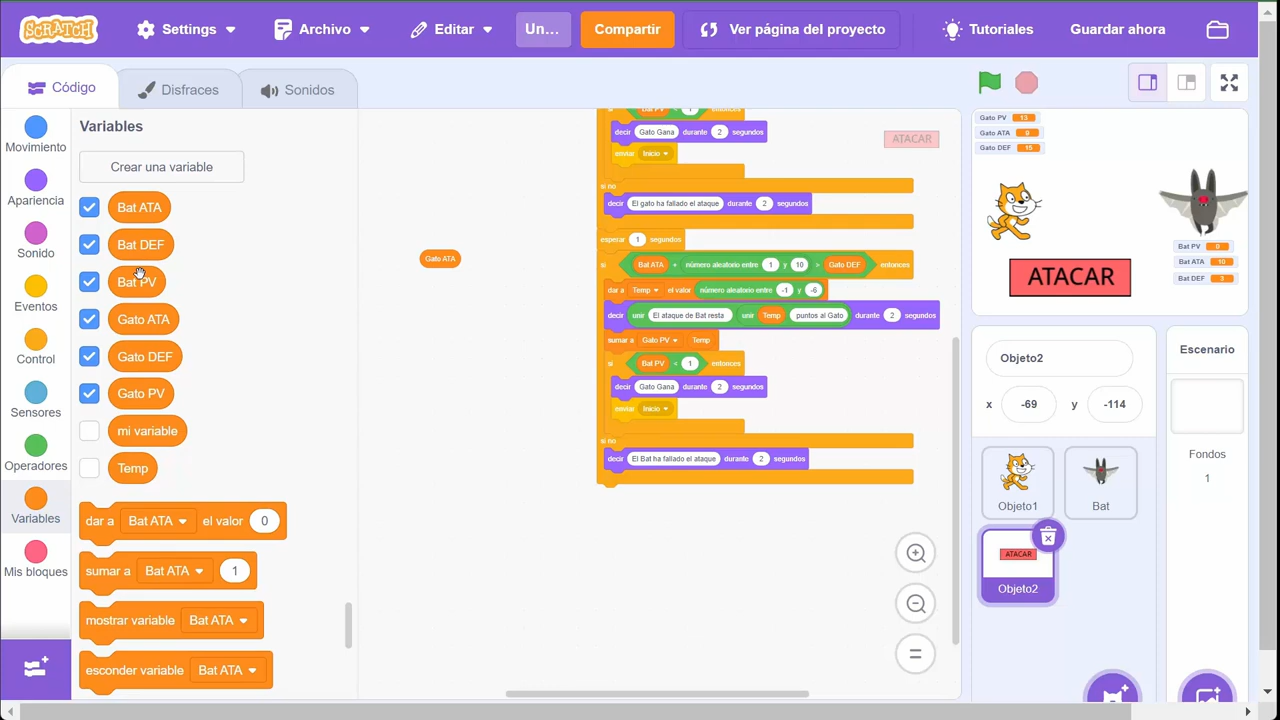 SCRATCH Settings Archivo Editar Un... Compartir Ver página del proyecto Tutoriales Guardar ahora
Código Disfraces Sonidos
Movimiento
Apariencia
Sonido
Eventos
Control
Sensores
Operadores
Variables
Mis bloques
Variables
Crear una variable
Bat ATA
Bat DEF
Bat PV
Gato ATA
Gato DEF
Gato PV
mi variable
Temp
dar a Bat ATA el valor 0
sumar a Bat ATA 1
mostrar variable Bat ATA
esconder variable Bat ATA
Gato ATA
ATACAR
decir Gato Gana durante 2 segundos
enviar Inicio
si no
decir El gato ha fallado el ataque durante 2 segundos
esperar 1 segundos
si Bat ATA + número aleatorio entre 1 y 10 > Gato DEF entonces
dar a Temp el valor número aleatorio entre -1 y -6
decir unir El ataque de Bat resta unir Temp puntos al Gato durante 2 segundos
sumar a Gato PV Temp
si Bat PV < 1 entonces
decir Gato Gana durante 2 segundos
enviar Inicio
si no
decir El Bat ha fallado el ataque durante 2 segundos
Gato PV 13
Gato ATA 9
Gato DEF 15
Bat PV 8
Bat ATA 10
Bat DEF 3
ATACAR
Objeto2
x -69 y -114
Objeto1
Bat
ATACAR
Objeto2
Escenario
Fondos
1